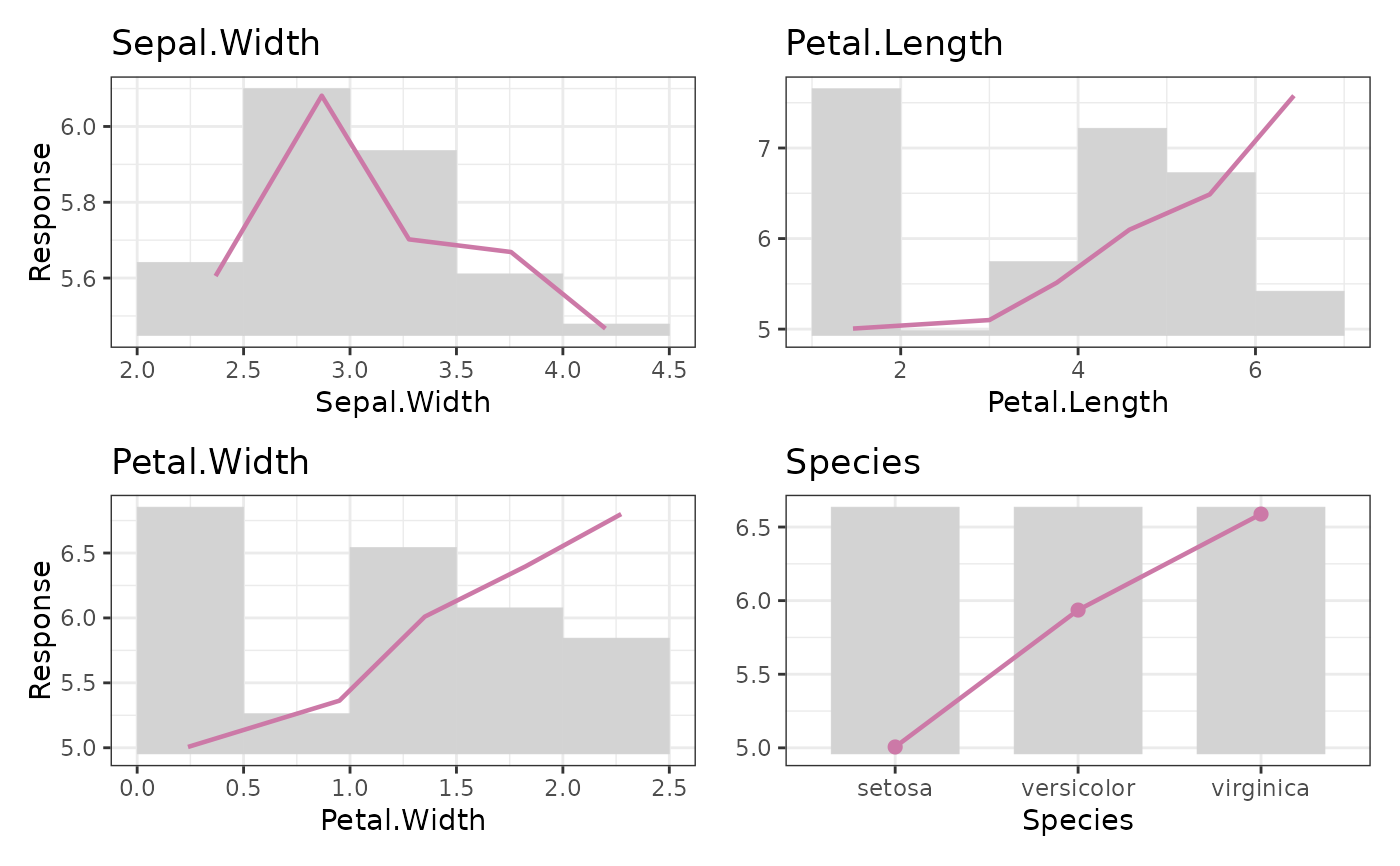 Sepal.Width
Response
6.0
5.8
5.6
2.0 2.5 3.0 3.5 4.0 4.5
Sepal.Width
Petal.Length
7
6
5
2 4 6
Petal.Length
Petal.Width
Response
6.5
6.0
5.5
5.0
0.0 0.5 1.0 1.5 2.0 2.5
Petal.Width
Species
6.5
6.0
5.5
5.0
setosa versicolor virginica
Species